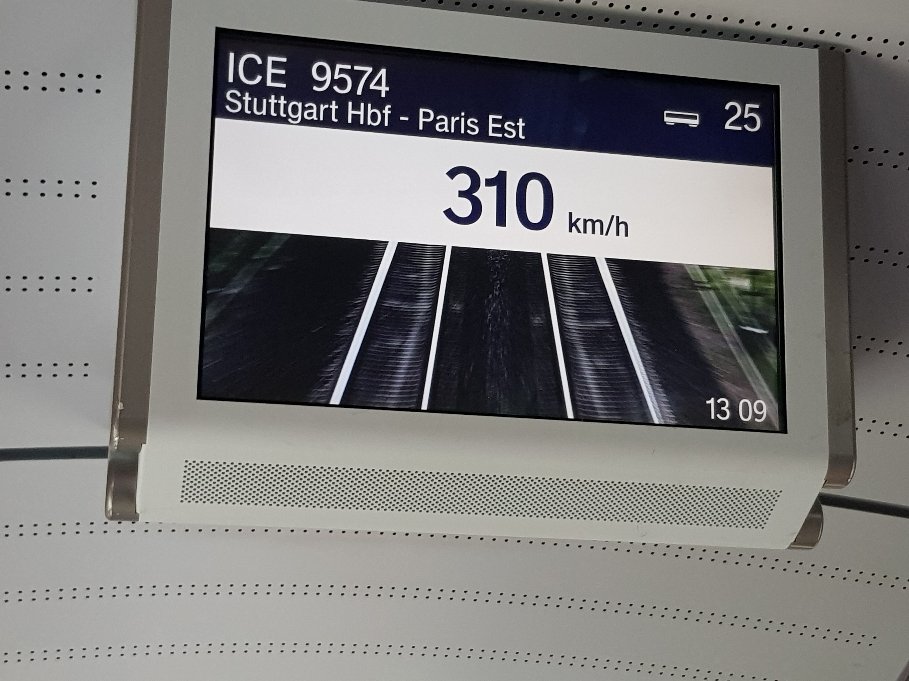 ICE 9574
Stuttgart Hbf - Paris Est
25
310 km/h
13 09